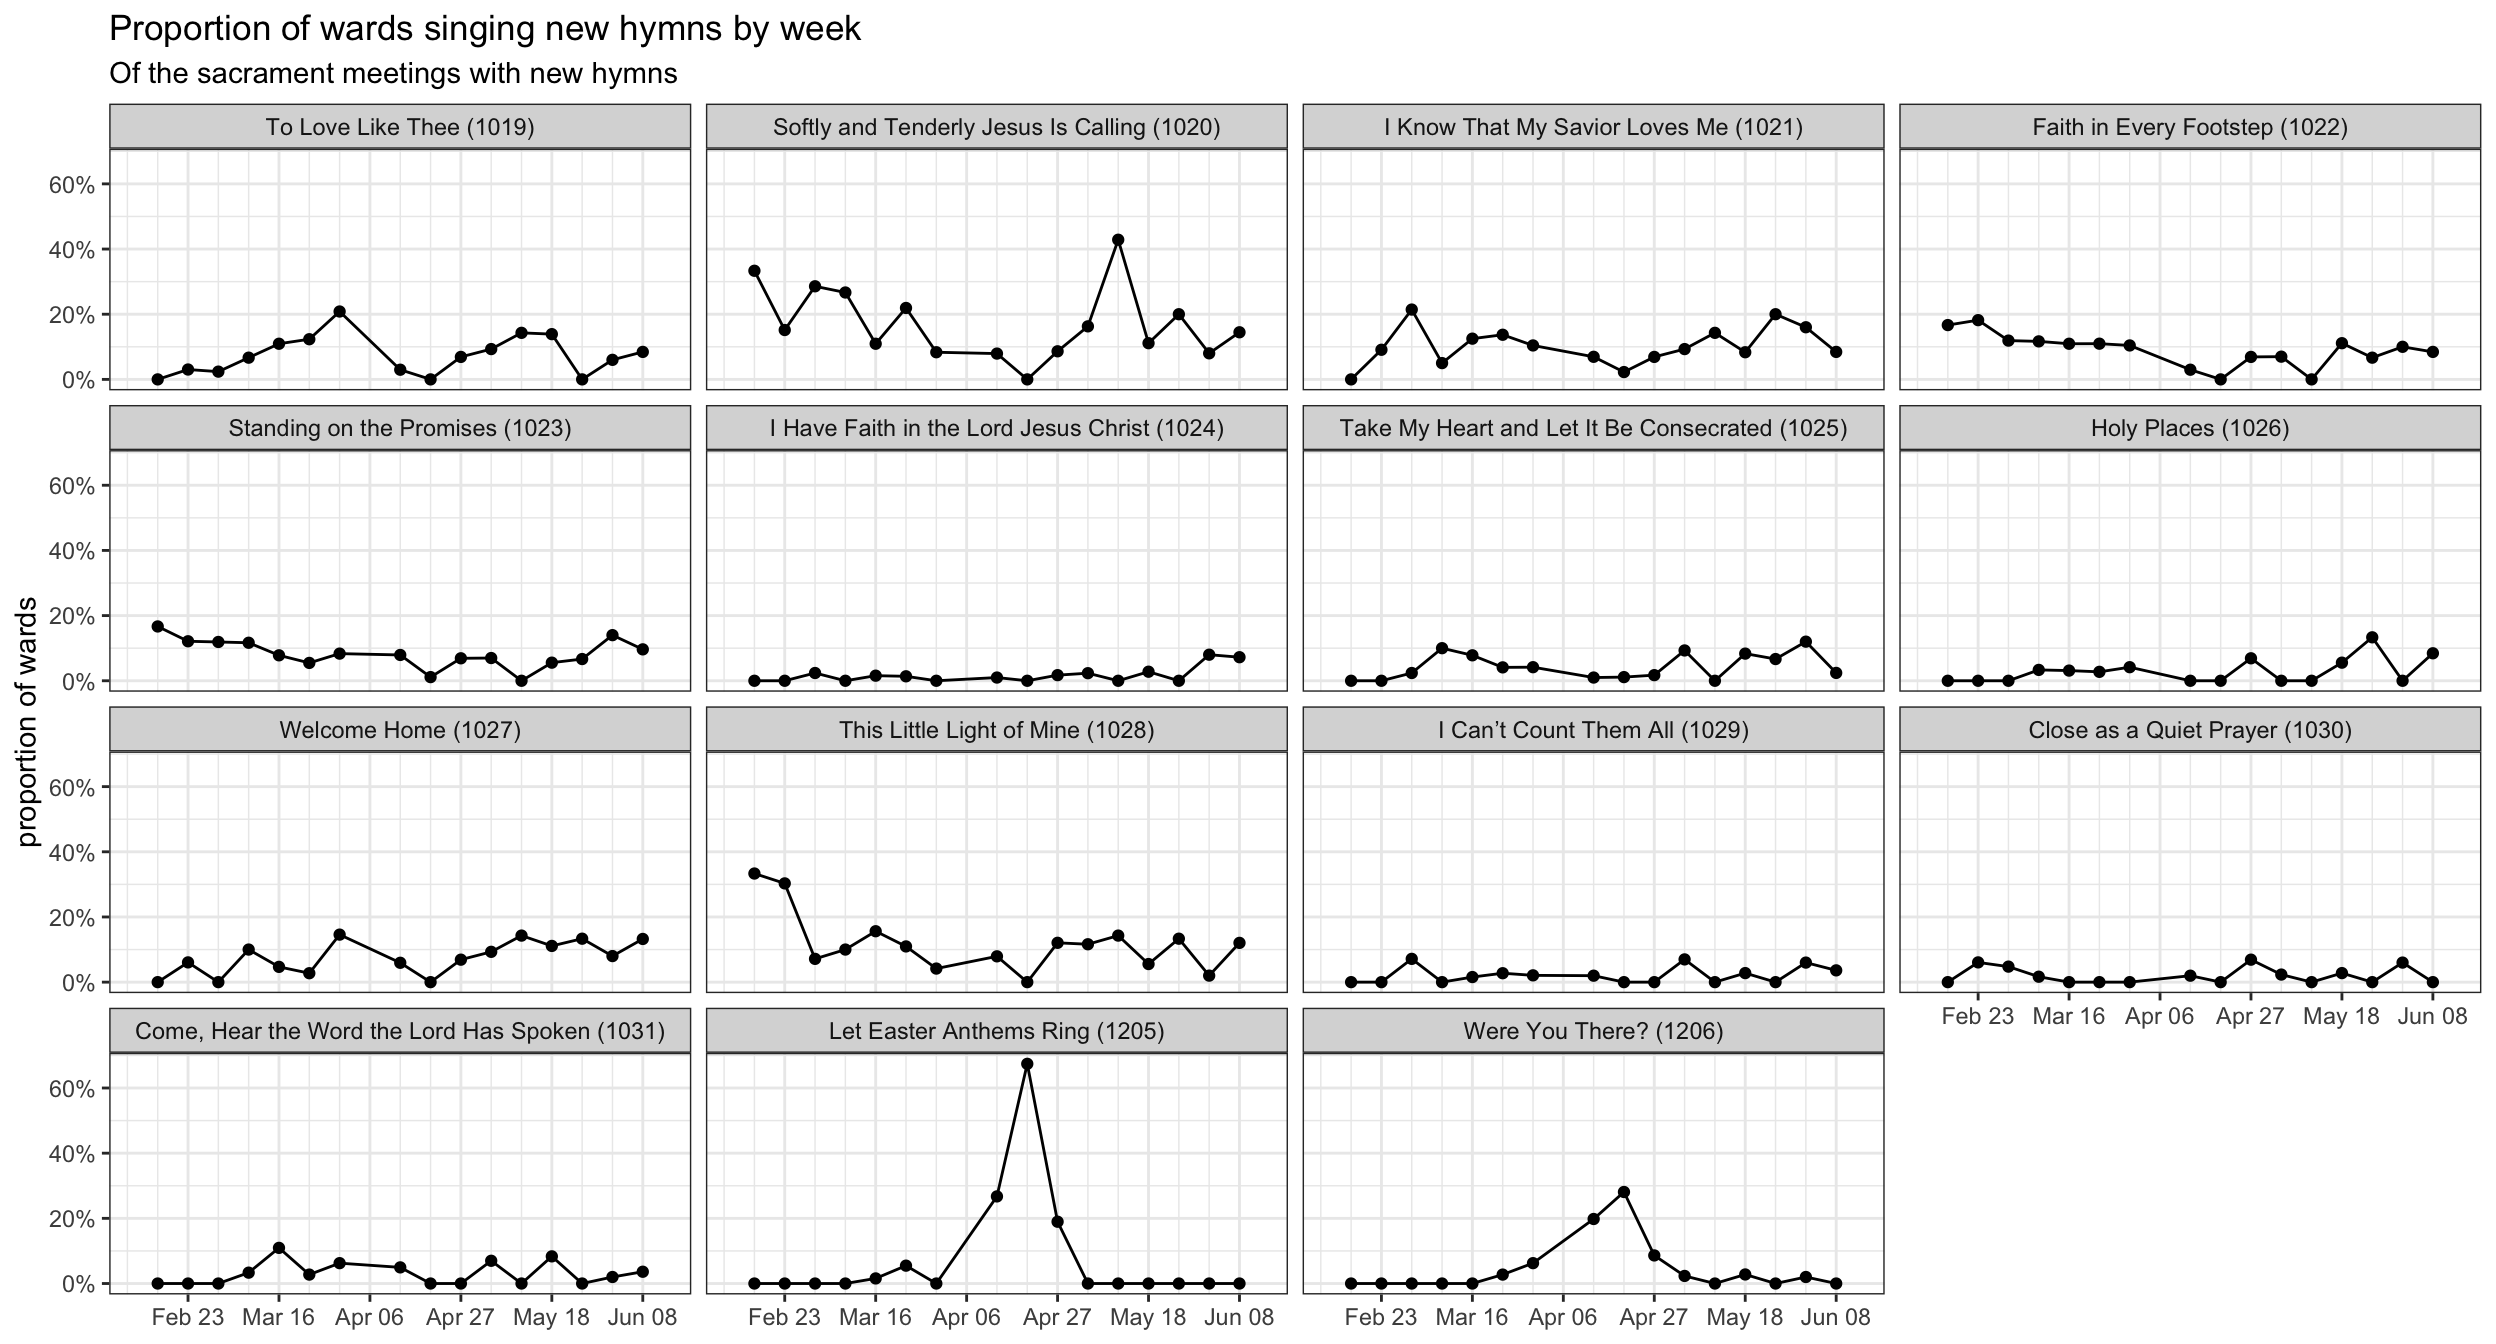 Proportion of wards singing new hymns by week
Of the sacrament meetings with new hymns
proportion of wards
To Love Like Thee (1019)
Softly and Tenderly Jesus Is Calling (1020)
I Know That My Savior Loves Me (1021)
Faith in Every Footstep (1022)
60%
40%
20%
0%
Standing on the Promises (1023)
I Have Faith in the Lord Jesus Christ (1024)
Take My Heart and Let It Be Consecrated (1025)
Holy Places (1026)
60%
40%
20%
0%
Welcome Home (1027)
This Little Light of Mine (1028)
I Can’t Count Them All (1029)
Close as a Quiet Prayer (1030)
60%
40%
20%
0%
Feb 23 Mar 16 Apr 06 Apr 27 May 18 Jun 08
Come, Hear the Word the Lord Has Spoken (1031)
Let Easter Anthems Ring (1205)
Were You There? (1206)
60%
40%
20%
0%
Feb 23 Mar 16 Apr 06 Apr 27 May 18 Jun 08
Feb 23 Mar 16 Apr 06 Apr 27 May 18 Jun 08
Feb 23 Mar 16 Apr 06 Apr 27 May 18 Jun 08